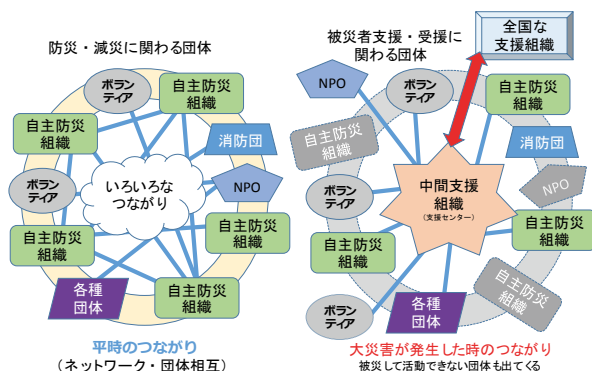 防災・減災に関わる団体
ボラン
ティア
自主防災
組織
自主防災
組織
消防団
いろいろな
つながり
ボラン
ティア
NPO
自主防災
組織
自主防災
組織
各種
団体
自主防災
組織
平時のつながり
(ネットワーク・団体相互)
被災者支援・受援に
関わる団体
全国な
支援組織
NPO
ボラン
ティア
自主防災
組織
自主防災
組織
消防団
中間支援
組織
(支援センター)
ボラン
ティア
NPO
自主防災
組織
自主防災
組織
自主防災
組織
ボラン
ティア
各種
団体
大災害が発生した時のつながり
被災して活動できない団体も出てくる